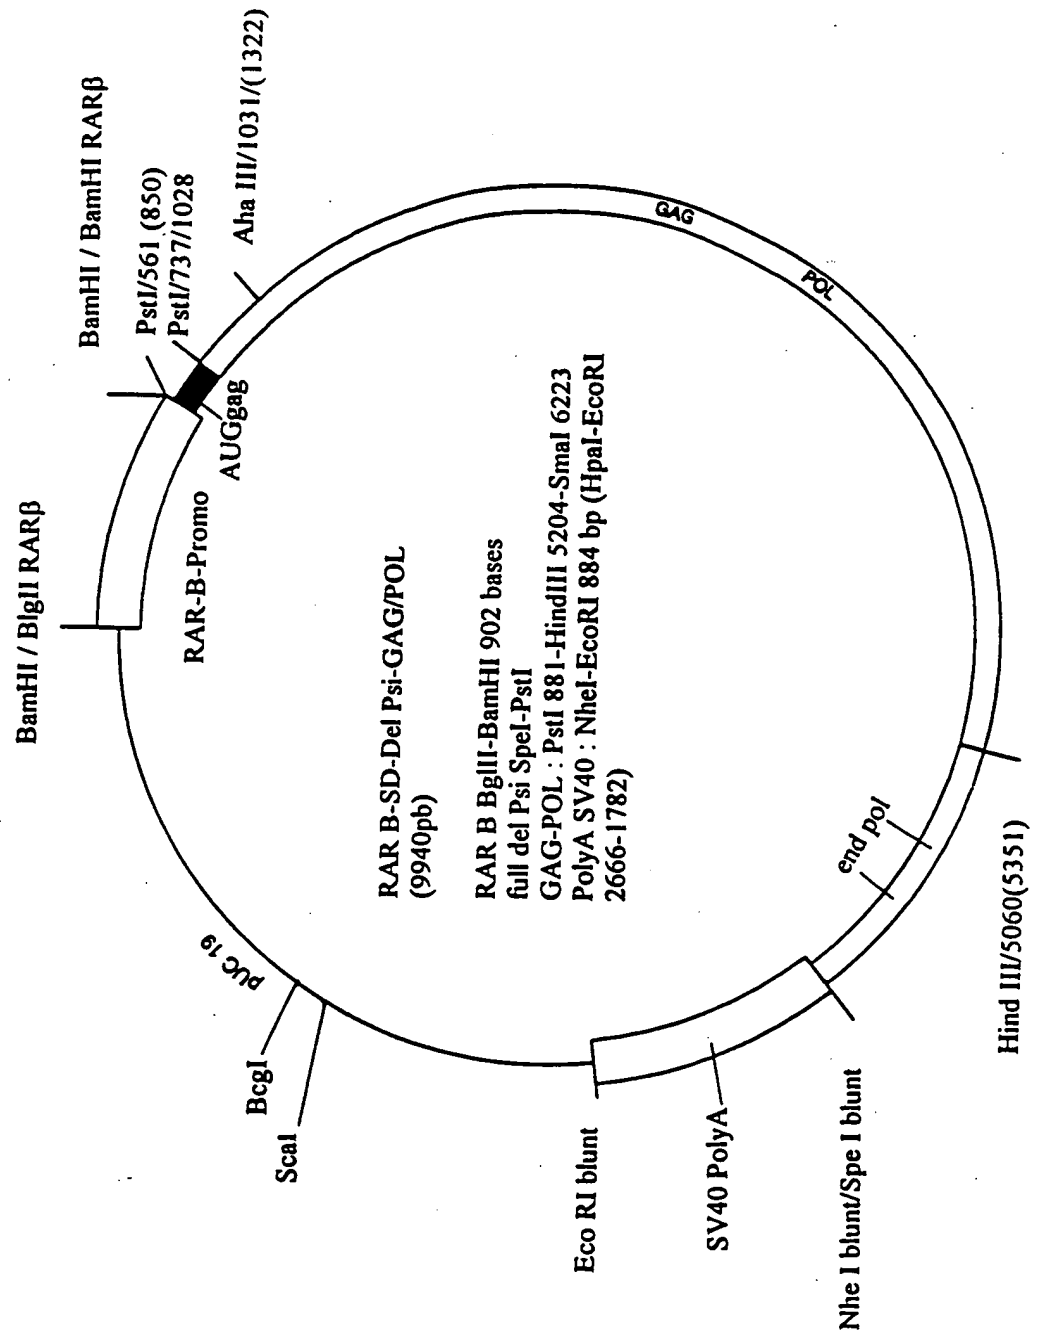 BamHI / BlgII RARβ
BamHI / BamHI RARβ
PstI/561 (850)
PstI/737/1028
Aha III/1031/(1322)
RAR-B-Promo
AUGgag
GAG
POL
RAR B-SD-Del Psi-GAG/POL
(9940pb)
RAR B BglII-BamHI 902 bases
full del Psi SpeI-PstI
GAG-POL : PstI 881-HindIII 5204-SmaI 6223
PolyA SV40 : NheI-EcoRI 884 bp (HpaI-EcoRI
2666-1782)
pUC 19
BcgI
ScaI
end pol
Eco RI blunt
SV40 PolyA
Nhe I blunt/Spe I blunt
Hind III/5060(5351)